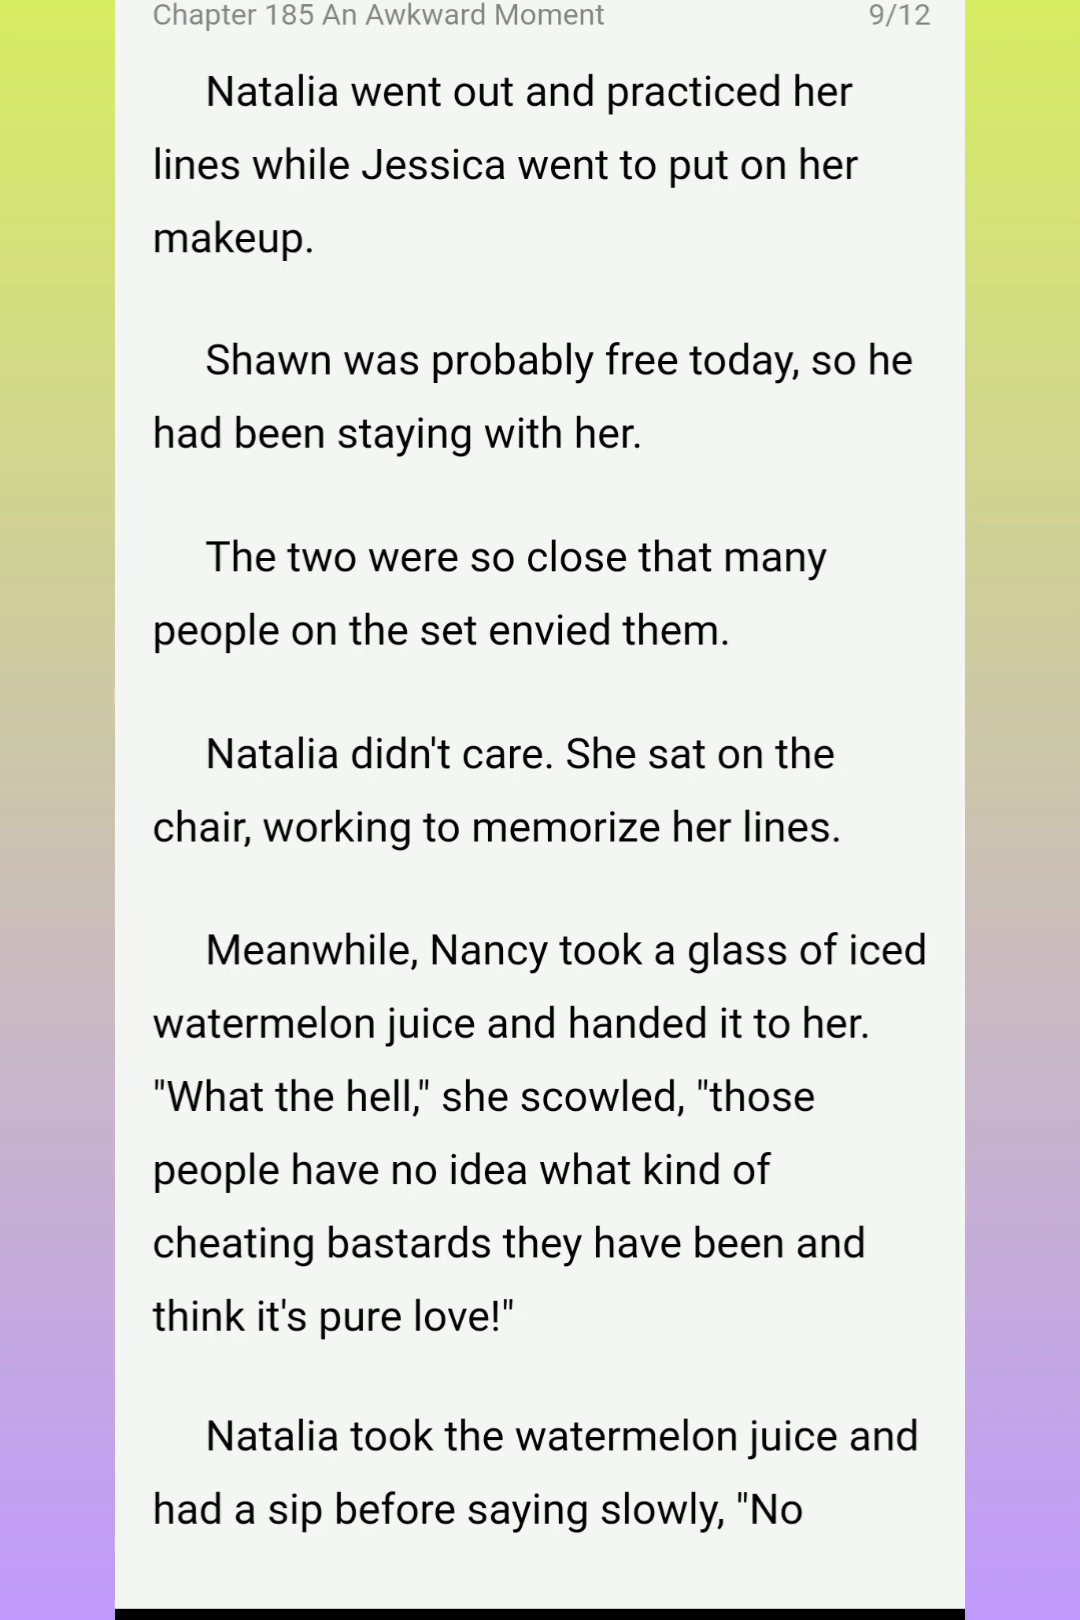 Chapter 185 An Awkward Moment 9/12
Natalia went out and practiced her
lines while Jessica went to put on her
makeup.
Shawn was probably free today, so he
had been staying with her.
The two were so close that many
people on the set envied them.
Natalia didn't care. She sat on the
chair, working to memorize her lines.
Meanwhile, Nancy took a glass of iced
watermelon juice and handed it to her.
"What the hell," she scowled, "those
people have no idea what kind of
cheating bastards they have been and
think it's pure love!"
Natalia took the watermelon juice and
had a sip before saying slowly, "No